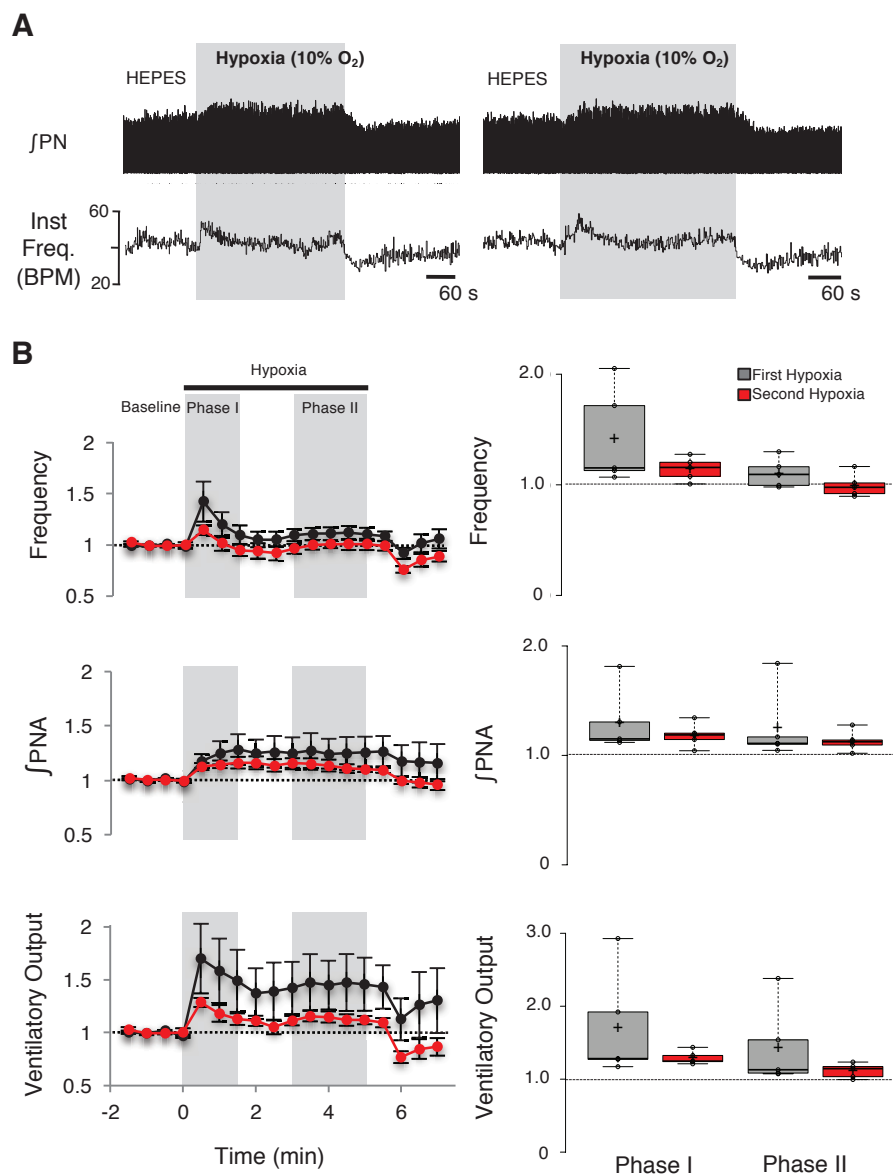 A
Hypoxia (10% O₂)
HEPES
Hypoxia (10% O₂)
HEPES
∫PN
60
Inst
Freq.
(BPM)
20
60 s
60 s
B
Hypoxia
Baseline
Phase I
Phase II
2
1.5
1
0.5
Frequency
2.0
1.0
0
Frequency
First Hypoxia
Second Hypoxia
2
1.5
1
0.5
∫PNA
2.0
1.0
0
∫PNA
2
1.5
1
0.5
Ventilatory Output
-2
0
2
4
6
Time (min)
3.0
2.0
1.0
0
Ventilatory Output
Phase I
Phase II